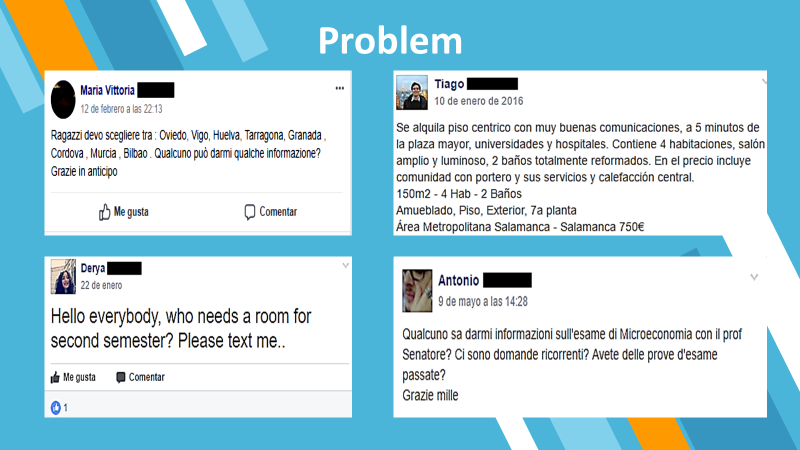 Problem
Maria Vittoria
12 de febrero a las 22:13
Ragazzi devo scegliere tra : Oviedo, Vigo, Huelva, Tarragona, Granada ,
Cordova , Murcia , Bilbao . Qualcuno può darmi qualche informazione?
Grazie in anticipo
Me gusta
Comentar
Tiago
10 de enero de 2016
Se alquila piso centrico con muy buenas comunicaciones, a 5 minutos de
la plaza mayor, universidades y hospitales. Contiene 4 habitaciones, salón
amplio y luminoso, 2 baños totalmente reformados. En el precio incluye
comunidad con portero y sus servicios y calefacción central.
150m2 - 4 Hab - 2 Baños
Amueblado, Piso, Exterior, 7a planta
Área Metropolitana Salamanca - Salamanca 750€
Derya
22 de enero
Hello everybody, who needs a room for
second semester? Please text me..
Me gusta
Comentar
1
Antonio
9 de mayo a las 14:28
Qualcuno sa darmi informazioni sull'esame di Microeconomia con il prof
Senatore? Ci sono domande ricorrenti? Avete delle prove d'esame
passate?
Grazie mille